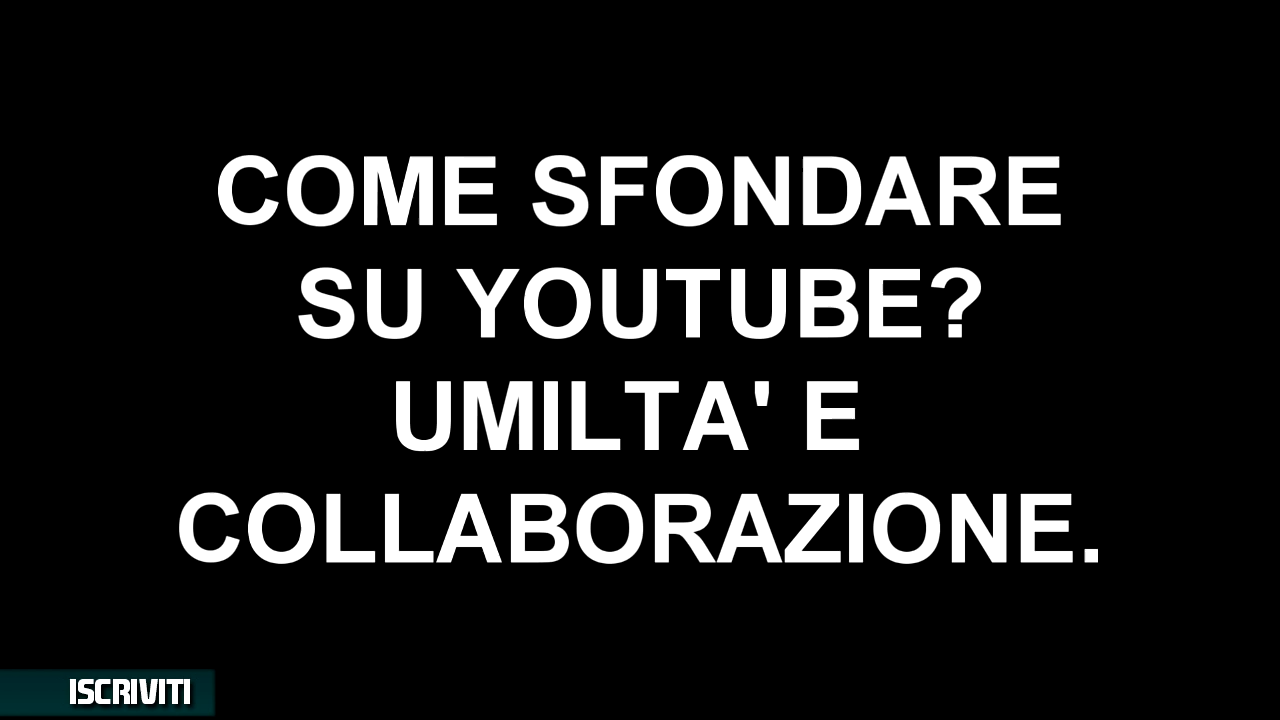 COME SFONDARE
SU YOUTUBE?
UMILTA' E
COLLABORAZIONE.
ISCRIVITI